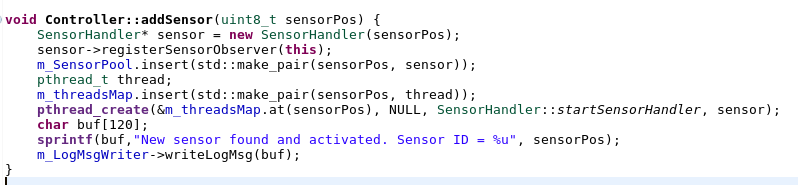 void Controller::addSensor(uint8_t sensorPos) {
    SensorHandler* sensor = new SensorHandler(sensorPos);
    sensor->registerSensorObserver(this);
    m_SensorPool.insert(std::make_pair(sensorPos, sensor));
    pthread_t thread;
    m_threadsMap.insert(std::make_pair(sensorPos, thread));
    pthread_create(&m_threadsMap.at(sensorPos), NULL, SensorHandler::startSensorHandler, sensor);
    char buf[120];
    sprintf(buf,"New sensor found and activated. Sensor ID = %u", sensorPos);
    m_LogMsgWriter->writeLogMsg(buf);
}